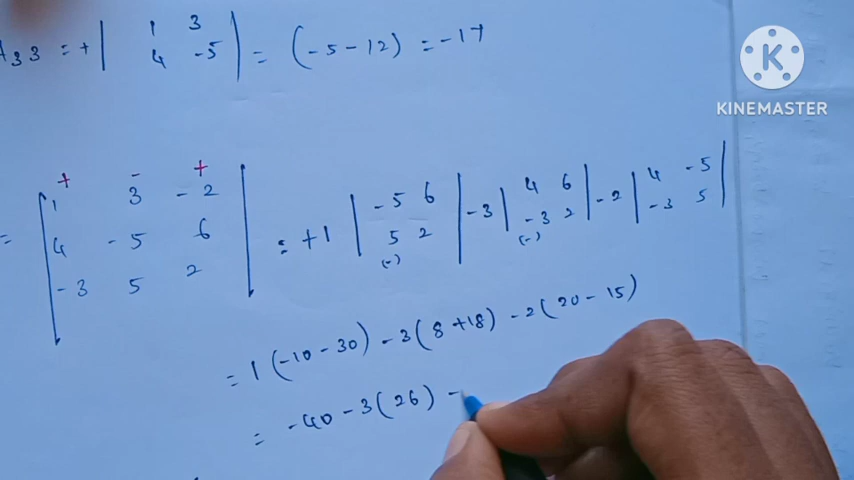 A33 = + | 1 3 | = (-5-12) = -17
4 -5
K
KINEMASTER
+ - +
= | 1 3 -2 | = +1 | -5 6 | -3 | 4 6 | -2 | 4 -5 |
4 -5 6 5 2 -3 2 -3 5
-3 5 2 (-) (-)
= 1 (-10 - 30) - 3 (8 + 18) - 2 (20 - 15)
= -40 - 3 (26) -